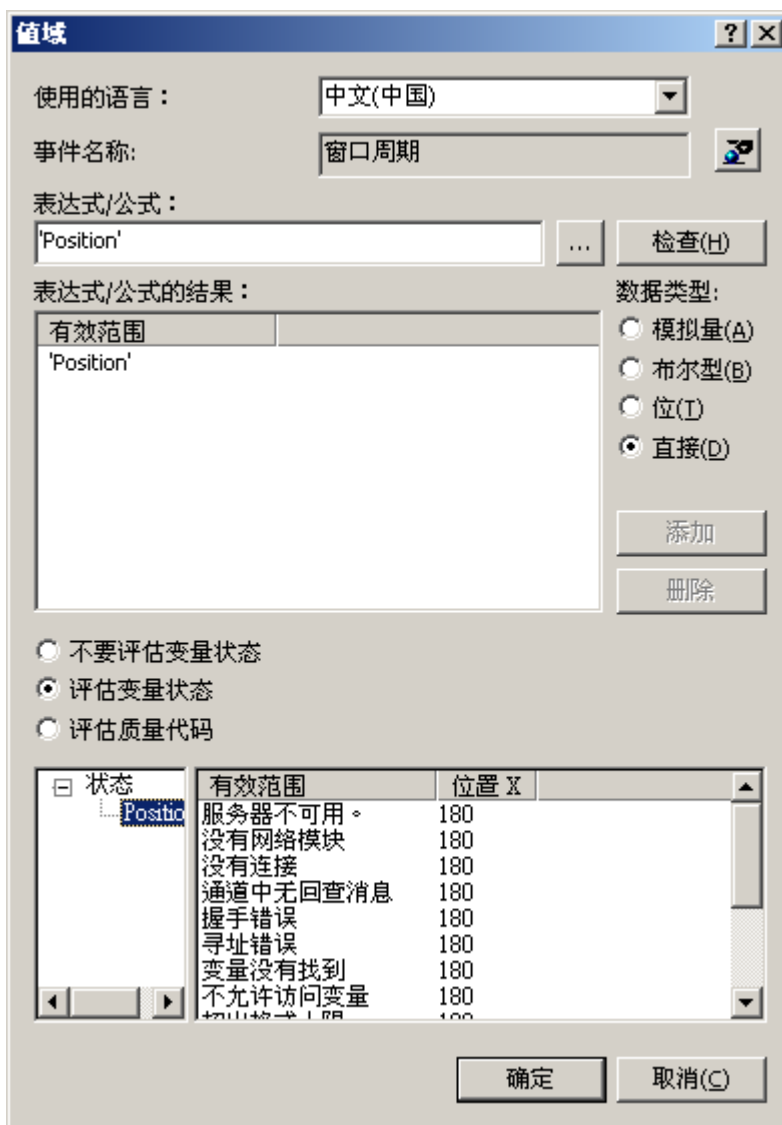 值域
使用的语言：
中文(中国)
事件名称:
窗口周期
表达式/公式：
'Position'
...
检查(H)
表达式/公式的结果：
数据类型:
有效范围
'Position'
模拟量(A)
布尔型(B)
位(T)
直接(D)
添加
删除
不要评估变量状态
评估变量状态
评估质量代码
状态
Positio
有效范围 位置 X
服务器不可用。 180
没有网络模块 180
没有连接 180
通道中无回查消息 180
握手错误 180
寻址错误 180
变量没有找到 180
不允许访问变量 180
确定
取消(C)